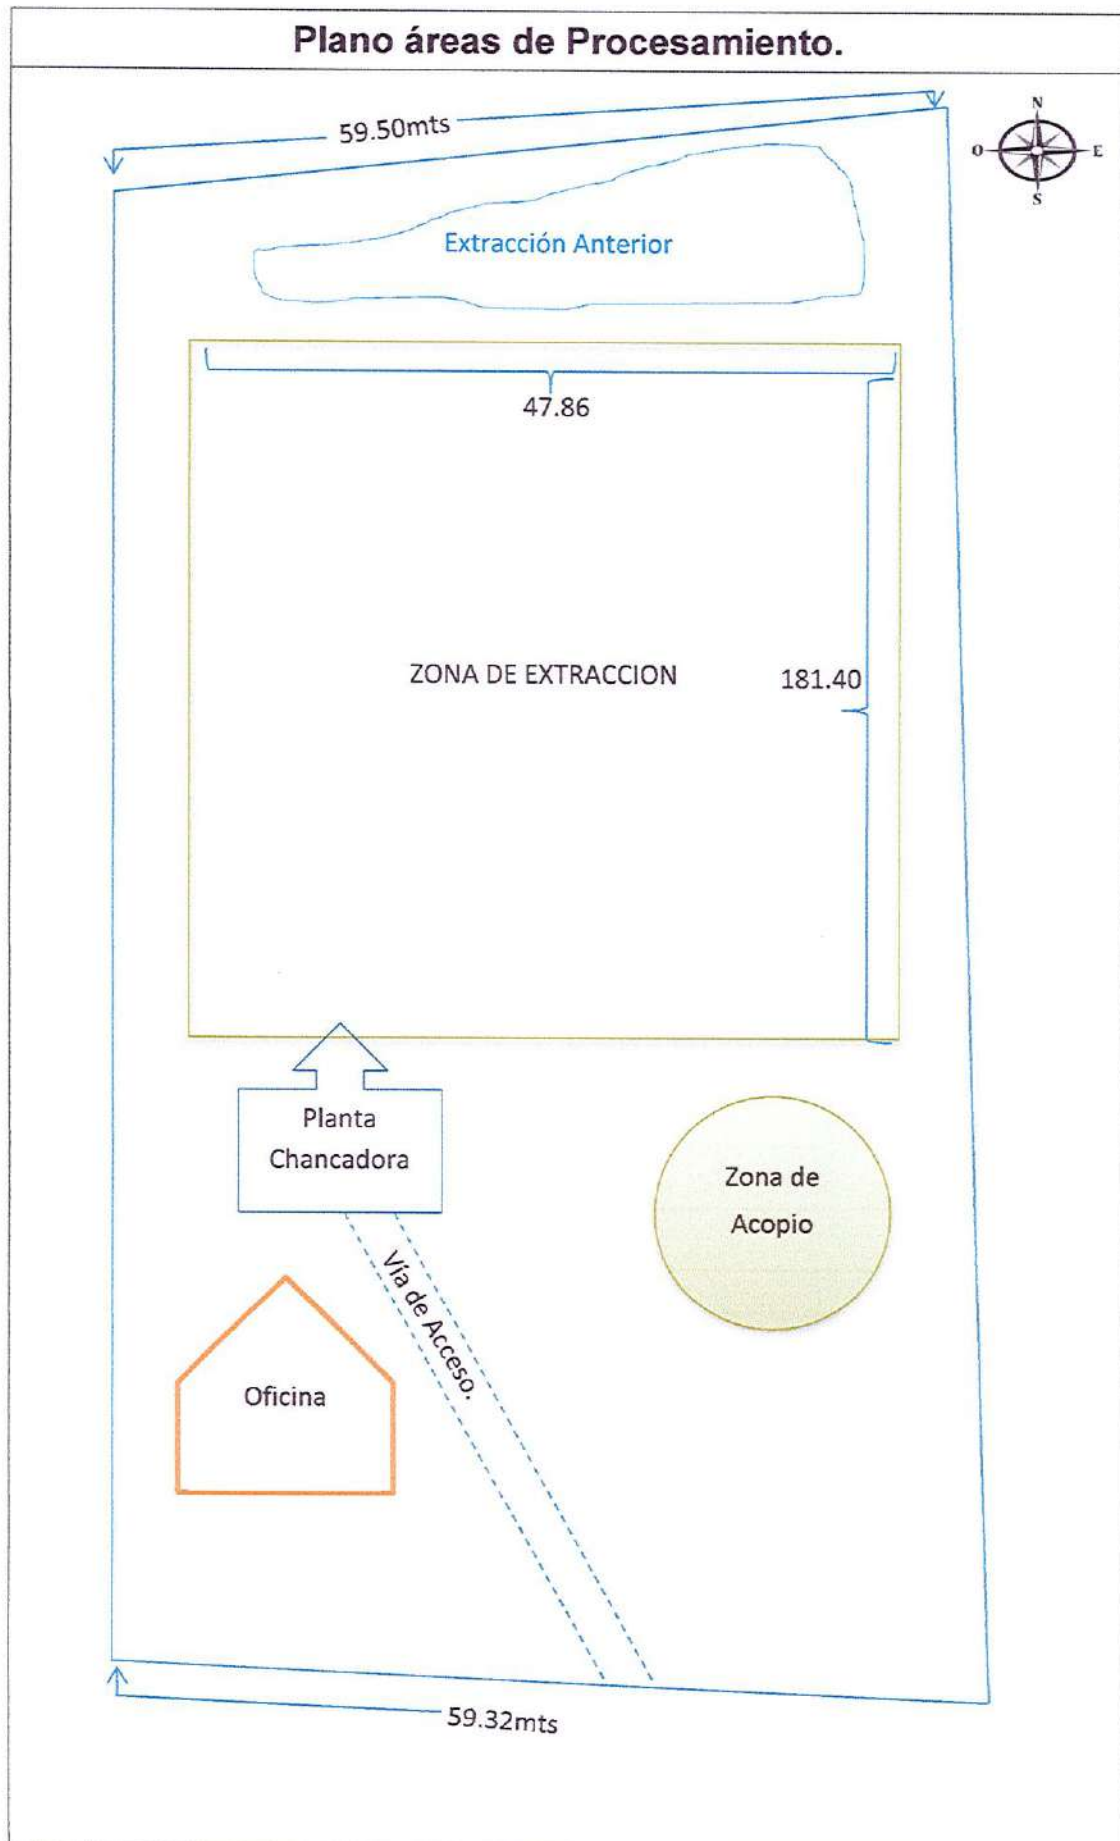 Plano áreas de Procesamiento.
59.50mts
N
O
E
S
Extracción Anterior
47.86
ZONA DE EXTRACCION
181.40
Planta
Chancadora
Zona de
Acopio
Vía de Acceso.
Oficina
59.32mts